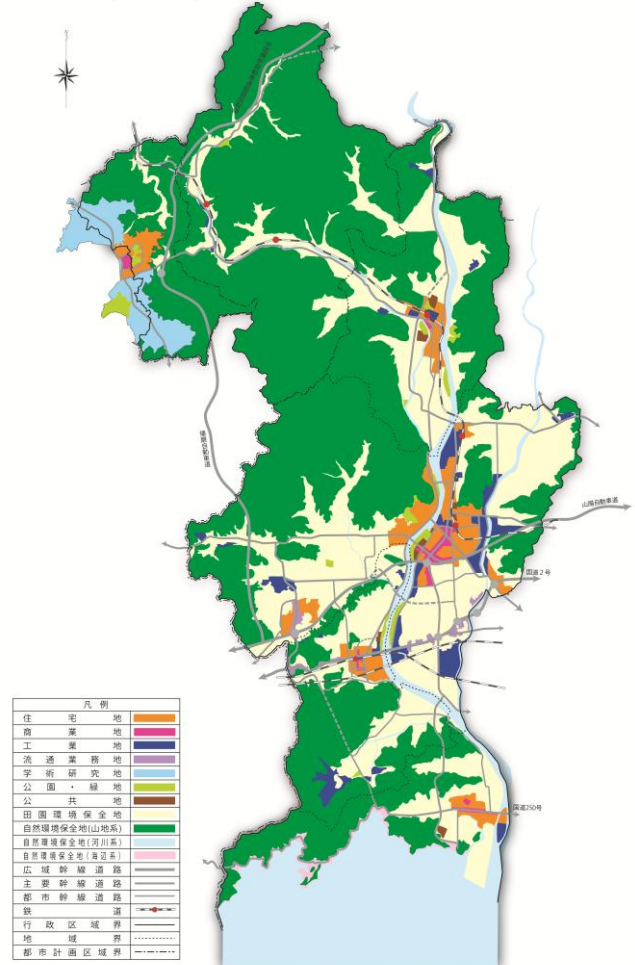 播磨自動車道
山陽自動車道
国道2号
国道250号
凡例
住宅地
商業地
工業地
流通業務地
学術研究地
公園・緑地
公共地
田園環境保全地
自然環境保全地(山地系)
自然環境保全地(河川系)
自然環境保全地(海辺系)
広域幹線道路
主要幹線道路
都市幹線道路
鉄道
行政区域界
地域界
都市計画区域界